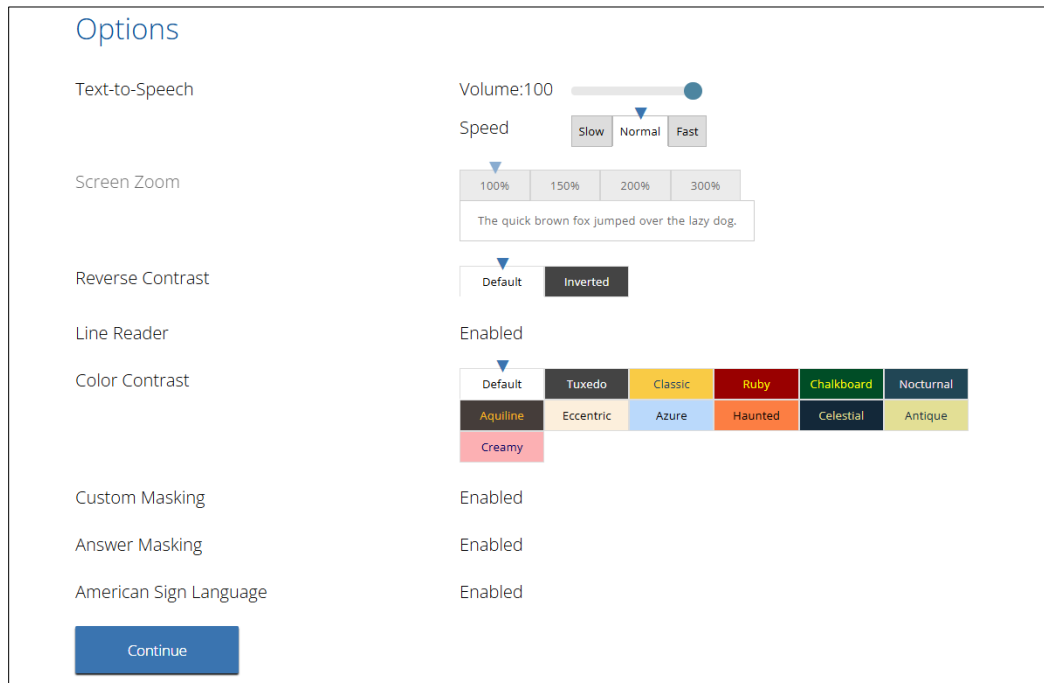 Options
Text-to-Speech
Volume:100
Speed
Slow Normal Fast
Screen Zoom
100% 150% 200% 300%
The quick brown fox jumped over the lazy dog.
Reverse Contrast
Default Inverted
Line Reader
Enabled
Color Contrast
Default Tuxedo Classic Ruby Chalkboard Nocturnal
Aquiline Eccentric Azure Haunted Celestial Antique
Creamy
Custom Masking
Enabled
Answer Masking
Enabled
American Sign Language
Enabled
Continue